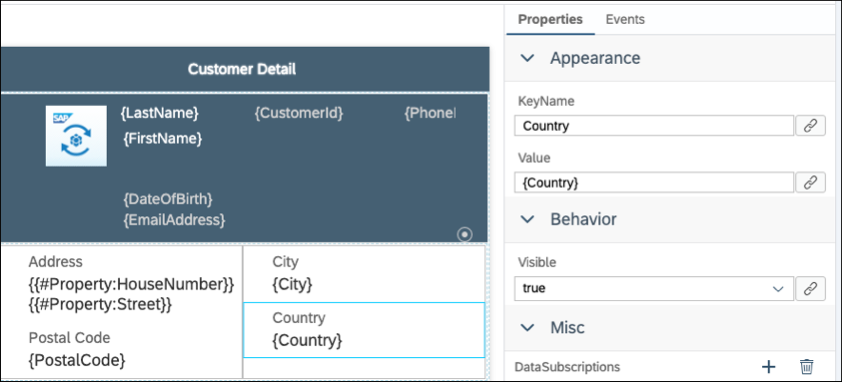 Customer Detail
SAP
{LastName}
{FirstName}
{CustomerId}
{Phone
{DateOfBirth}
{EmailAddress}
Address
{{#Property:HouseNumber}}
{{#Property:Street}}
Postal Code
{PostalCode}
City
{City}
Country
{Country}
Properties Events
Appearance
KeyName
Country
Value
{Country}
Behavior
Visible
true
Misc
DataSubscriptions